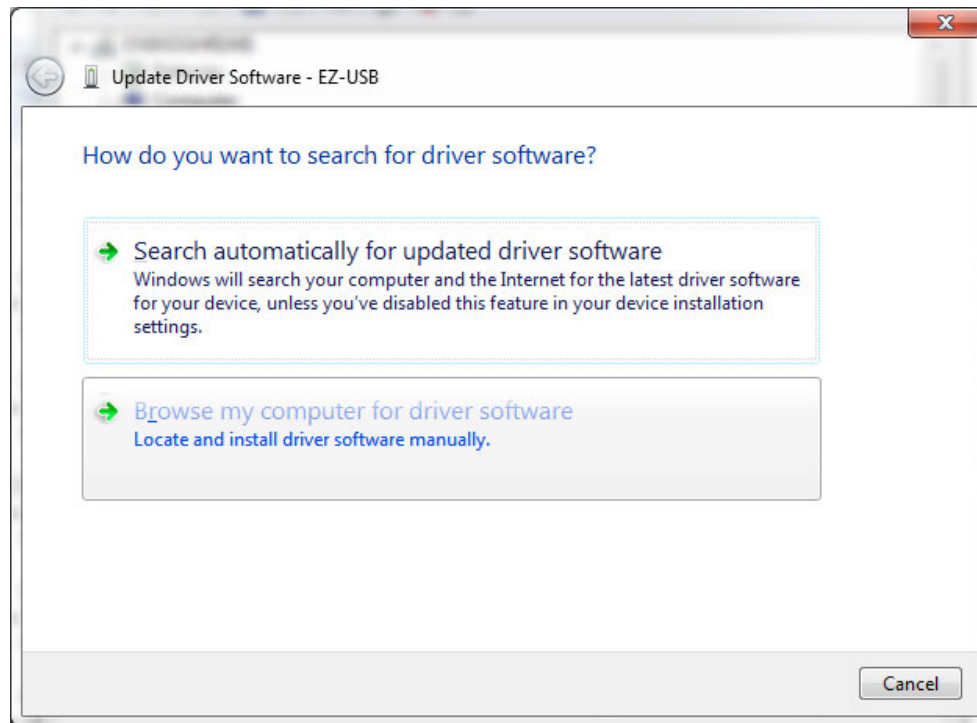 Update Driver Software - EZ-USB
How do you want to search for driver software?
Search automatically for updated driver software
Windows will search your computer and the Internet for the latest driver software
for your device, unless you've disabled this feature in your device installation
settings.
Browse my computer for driver software
Locate and install driver software manually.
Cancel